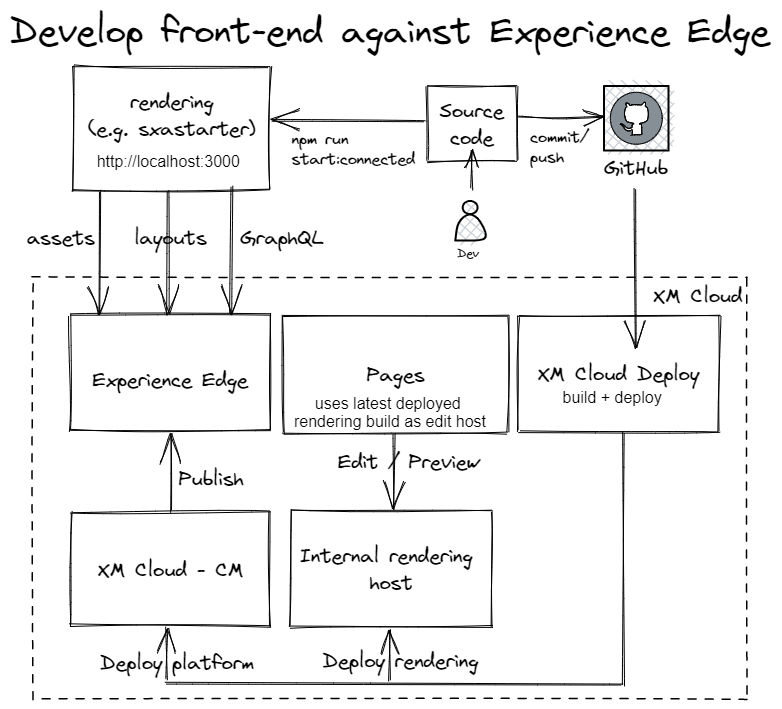 Develop front-end against Experience Edge
rendering
(e.g. sxastarter)
http://localhost:3000
Source
code
npm run
start:connected
commit/
push
GitHub
Dev
assets
layouts
GraphQL
XM Cloud
Experience Edge
Pages
uses latest deployed
rendering build as edit host
XM Cloud Deploy
build + deploy
Publish
Edit / Preview
XM Cloud - CM
Internal rendering
host
Deploy platform
Deploy rendering